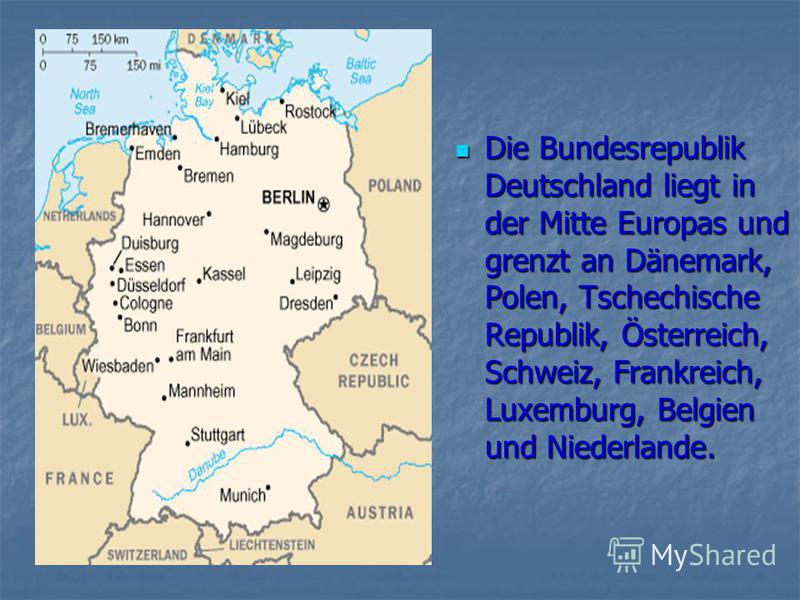 0 75 150 km
0 75 150 mi
DENMARK
Baltic
Sea
North
Sea
Kiel
Bay
Kiel
Rostock
Lübeck
Bremerhaven
Hamburg
Emden
Bremen
POLAND
BERLIN
NETHERLANDS
Hannover
Magdeburg
Duisburg
Essen
Düsseldorf
Kassel
Leipzig
Cologne
Dresden
Bonn
BELGIUM
Frankfurt
am Main
Wiesbaden
CZECH
REPUBLIC
Mannheim
LUX.
Stuttgart
Danube
FRANCE
Munich
AUSTRIA
SWITZERLAND
LIECHTENSTEIN
Die Bundesrepublik
Deutschland liegt in
der Mitte Europas und
grenzt an Dänemark,
Polen, Tschechische
Republik, Österreich,
Schweiz, Frankreich,
Luxemburg, Belgien
und Niederlande.
MyShared